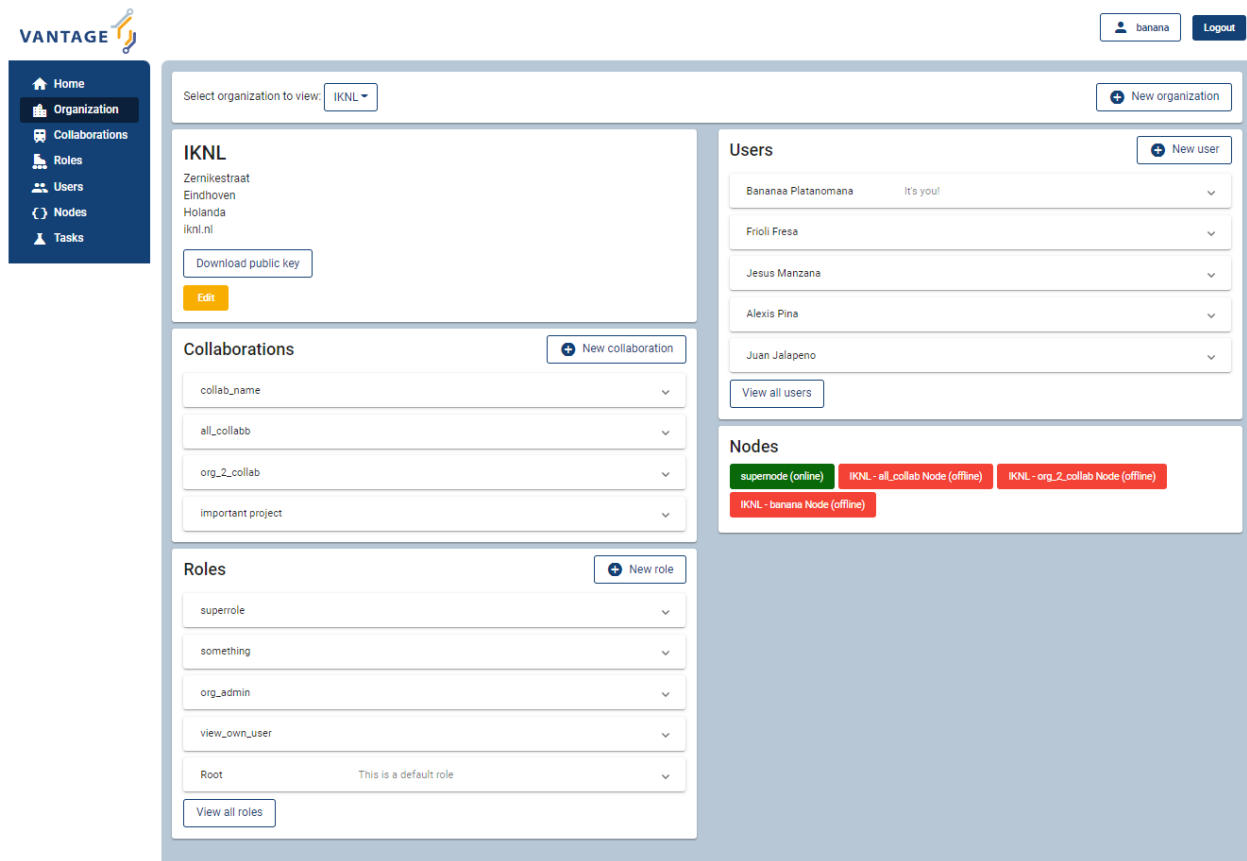 VANTAGE
banana
Logout
Home
Organization
Collaborations
Roles
Users
Nodes
Tasks
Select organization to view: IKNL
New organization
IKNL
Zernikestraat
Eindhoven
Holanda
iknl.nl
Download public key
Edit
Collaborations
New collaboration
collab_name
all_collabb
org_2_collab
important project
Roles
New role
superrole
something
org_admin
view_own_user
Root This is a default role
View all roles
Users
New user
Bananaa Platanomana It's you!
Frioli Fresa
Jesus Manzana
Alexis Pina
Juan Jalapeno
View all users
Nodes
supernode (online) IKNL - all_collab Node (offline) IKNL - org_2_collab Node (offline)
IKNL - banana Node (offline)